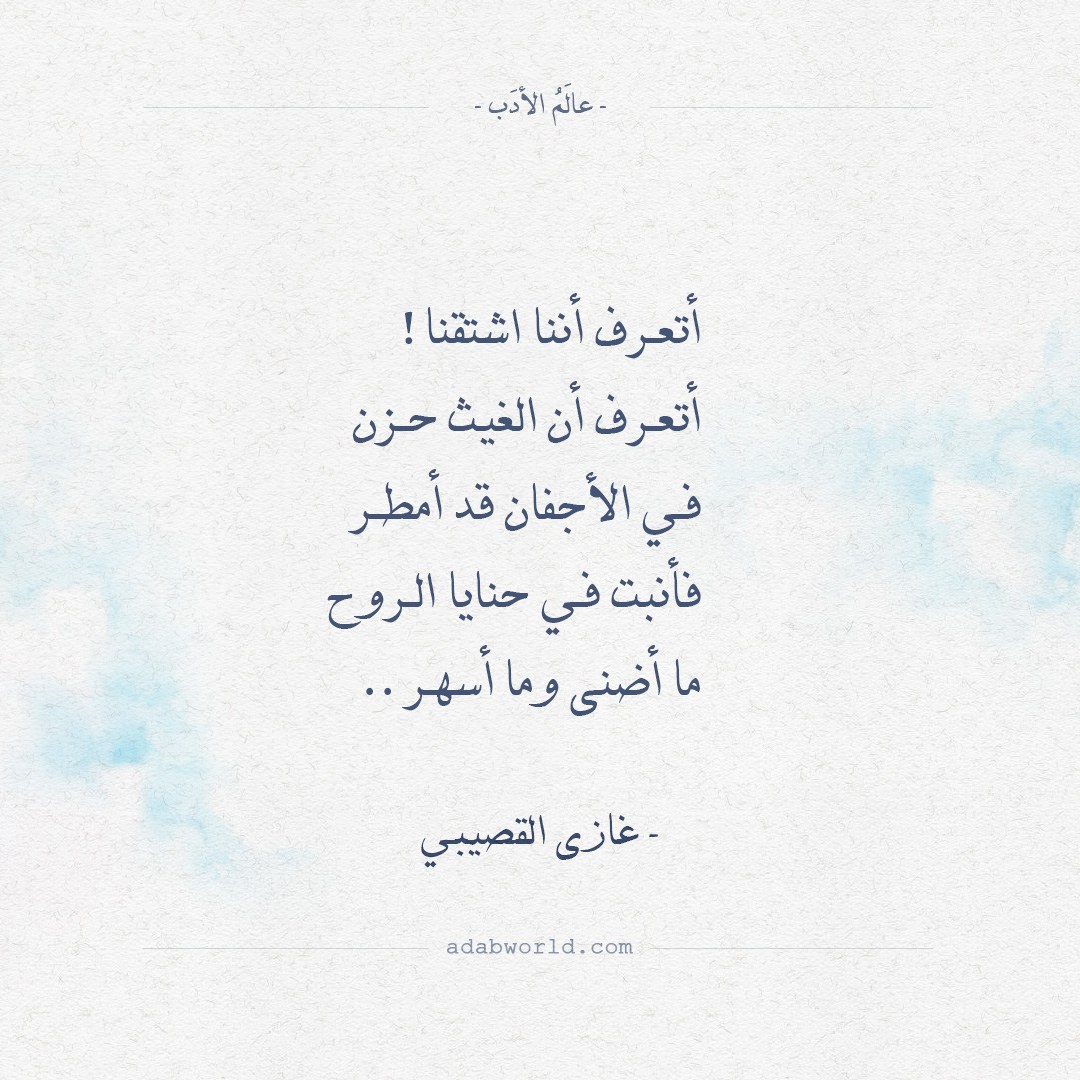 - عالَمُ الأدَب -
أتعرف أننا اشتقنا !
أتعرف أن الغيث حزن
في الأجفان قد أمطر
فأنبت في حنايا الروح
ما أضنى وما أسهر ..
- غازى القصيبي
adabworld.com